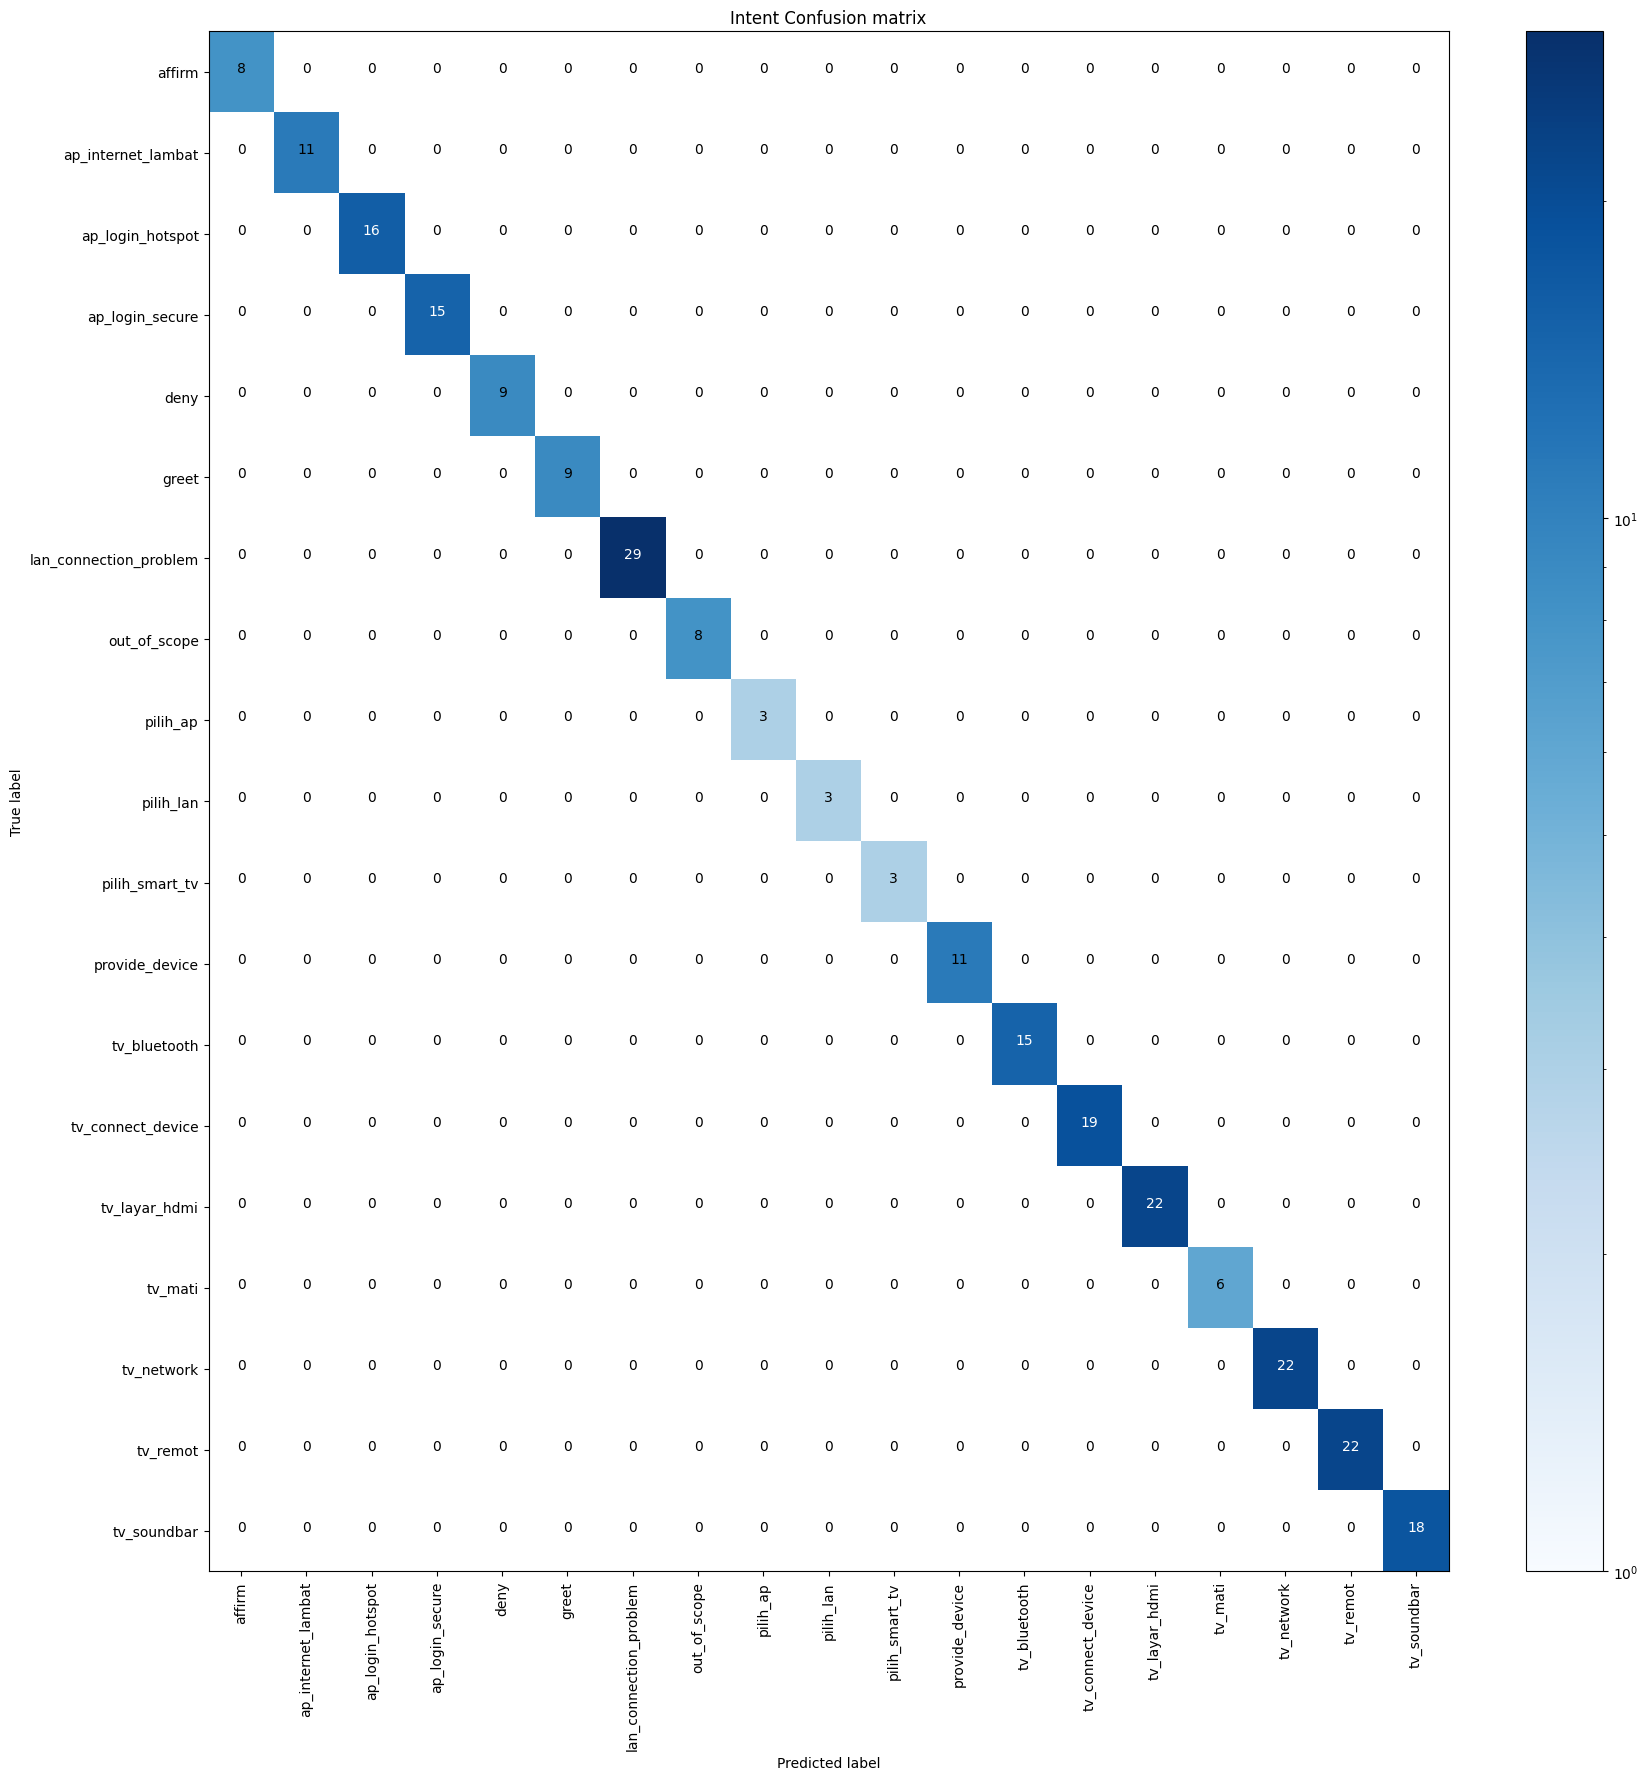 Intent Confusion matrix
affirm 8 0 0 0 0 0 0 0 0 0 0 0 0 0 0 0 0 0 0
ap_internet_lambat 0 11 0 0 0 0 0 0 0 0 0 0 0 0 0 0 0 0 0
ap_login_hotspot 0 0 16 0 0 0 0 0 0 0 0 0 0 0 0 0 0 0 0
ap_login_secure 0 0 0 15 0 0 0 0 0 0 0 0 0 0 0 0 0 0 0
deny 0 0 0 0 9 0 0 0 0 0 0 0 0 0 0 0 0 0 0
greet 0 0 0 0 0 9 0 0 0 0 0 0 0 0 0 0 0 0 0
lan_connection_problem 0 0 0 0 0 0 29 0 0 0 0 0 0 0 0 0 0 0 0
out_of_scope 0 0 0 0 0 0 0 8 0 0 0 0 0 0 0 0 0 0 0
pilih_ap 0 0 0 0 0 0 0 0 3 0 0 0 0 0 0 0 0 0 0
pilih_lan 0 0 0 0 0 0 0 0 0 3 0 0 0 0 0 0 0 0 0
pilih_smart_tv 0 0 0 0 0 0 0 0 0 0 3 0 0 0 0 0 0 0 0
provide_device 0 0 0 0 0 0 0 0 0 0 0 11 0 0 0 0 0 0 0
tv_bluetooth 0 0 0 0 0 0 0 0 0 0 0 0 15 0 0 0 0 0 0
tv_connect_device 0 0 0 0 0 0 0 0 0 0 0 0 0 19 0 0 0 0 0
tv_layar_hdmi 0 0 0 0 0 0 0 0 0 0 0 0 0 0 22 0 0 0 0
tv_mati 0 0 0 0 0 0 0 0 0 0 0 0 0 0 0 6 0 0 0
tv_network 0 0 0 0 0 0 0 0 0 0 0 0 0 0 0 0 22 0 0
tv_remot 0 0 0 0 0 0 0 0 0 0 0 0 0 0 0 0 0 22 0
tv_soundbar 0 0 0 0 0 0 0 0 0 0 0 0 0 0 0 0 0 0 18
True label
affirm
ap_internet_lambat
ap_login_hotspot
ap_login_secure
deny
greet
lan_connection_problem
out_of_scope
pilih_ap
pilih_lan
pilih_smart_tv
provide_device
tv_bluetooth
tv_connect_device
tv_layar_hdmi
tv_mati
tv_network
tv_remot
tv_soundbar
Predicted label
10¹
10⁰